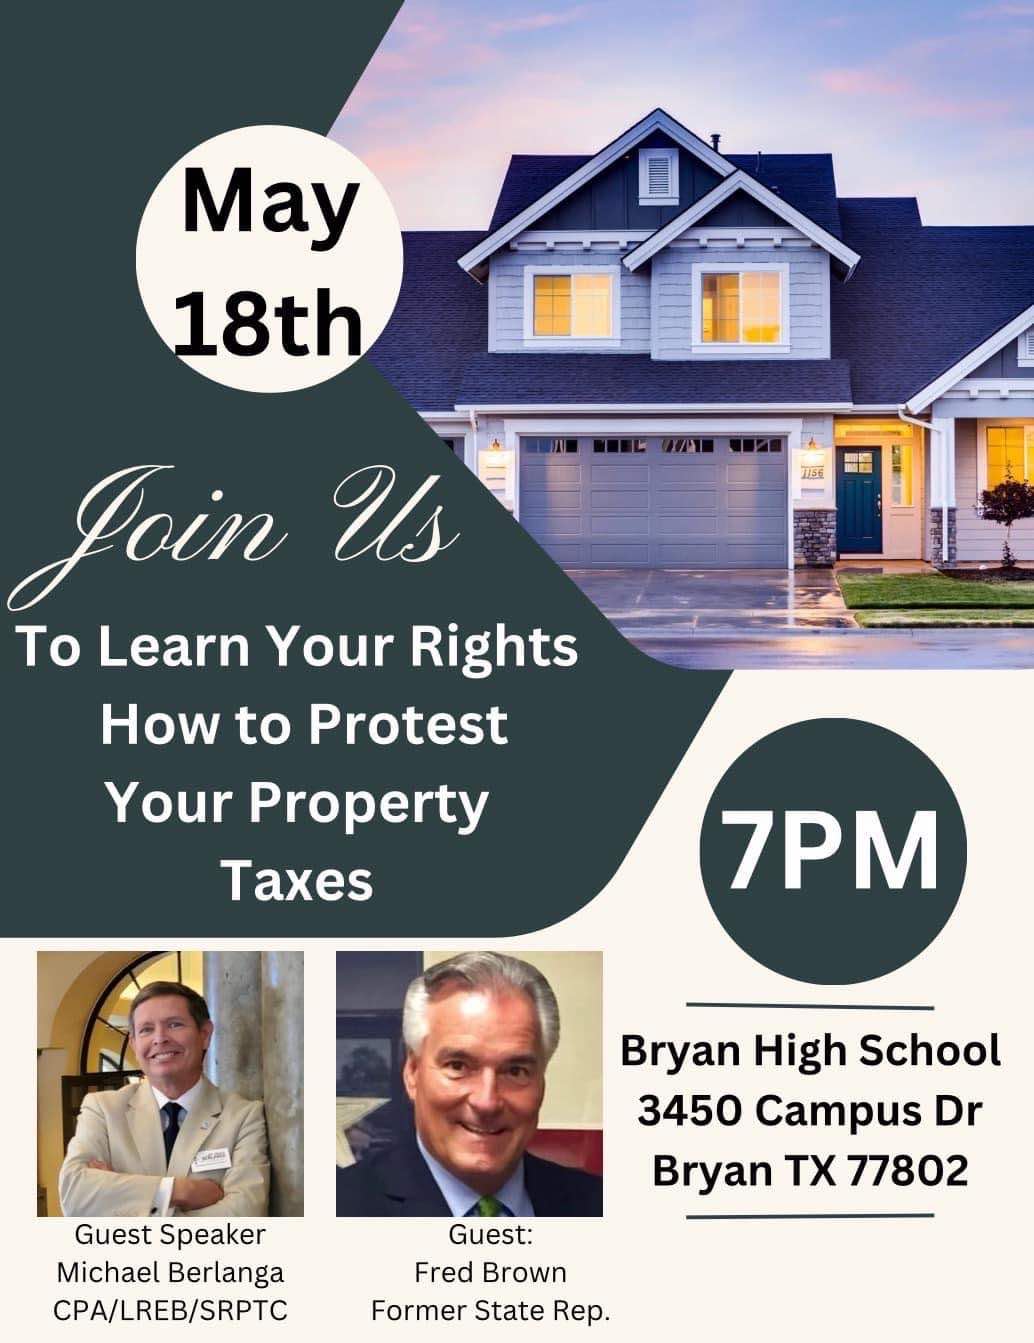 May
18th
1156
Join Us
To Learn Your Rights
How to Protest
Your Property
Taxes
7PM
Bryan High School
3450 Campus Dr
Bryan TX 77802
Guest Speaker
Michael Berlanga
CPA/LREB/SRPTC
Guest:
Fred Brown
Former State Rep.